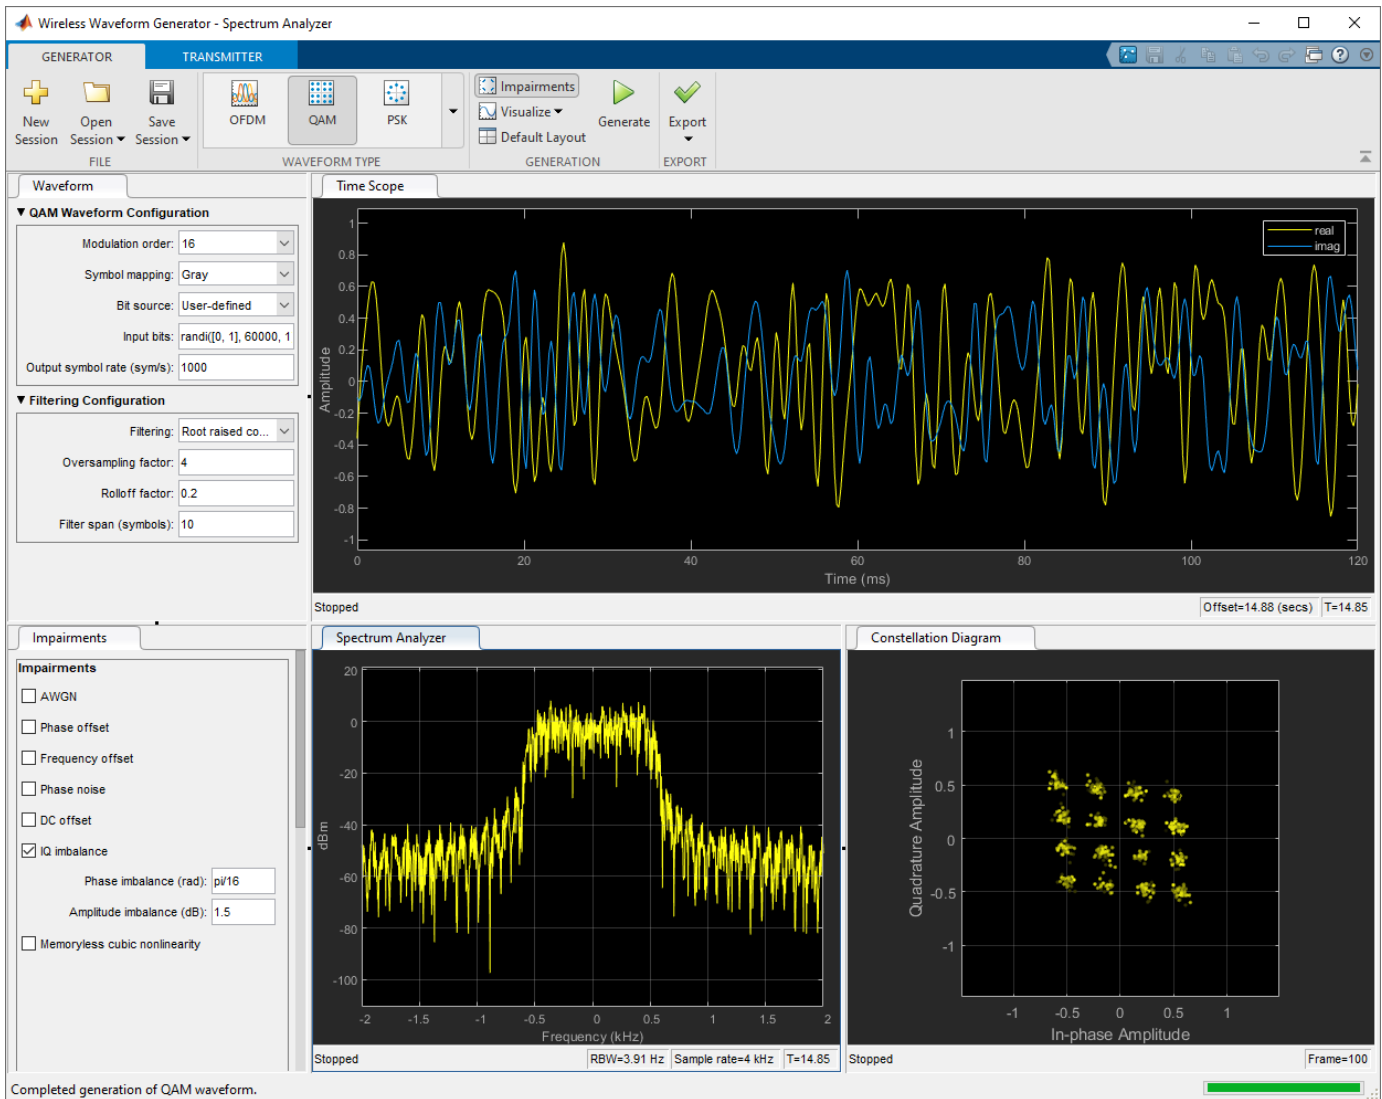 Wireless Waveform Generator - Spectrum Analyzer
GENERATOR TRANSMITTER
New Session
Open Session
Save Session
FILE
OFDM QAM PSK
WAVEFORM TYPE
Impairments
Visualize
Default Layout
Generate
GENERATION
Export
EXPORT
Waveform
QAM Waveform Configuration
Modulation order: 16
Symbol mapping: Gray
Bit source: User-defined
Input bits: randi([0, 1], 60000, 1
Output symbol rate (sym/s): 1000
Filtering Configuration
Filtering: Root raised co...
Oversampling factor: 4
Rolloff factor: 0.2
Filter span (symbols): 10
Time Scope
real
imag
1
0.8
0.6
0.4
0.2
0
-0.2
-0.4
-0.6
-0.8
-1
Amplitude
0 20 40 60 80 100 120
Time (ms)
Stopped Offset=14.88 (secs) T=14.85
Impairments
Impairments
AWGN
Phase offset
Frequency offset
Phase noise
DC offset
IQ imbalance
Phase imbalance (rad): pi/16
Amplitude imbalance (dB): 1.5
Memoryless cubic nonlinearity
Spectrum Analyzer
20
0
-20
-40
-60
-80
-100
dBm
-2 -1.5 -1 -0.5 0 0.5 1 1.5 2
Frequency (kHz)
Stopped RBW=3.91 Hz Sample rate=4 kHz T=14.85
Constellation Diagram
1
0.5
0
-0.5
-1
Quadrature Amplitude
-1 -0.5 0 0.5 1
In-phase Amplitude
Stopped Frame=100
Completed generation of QAM waveform.